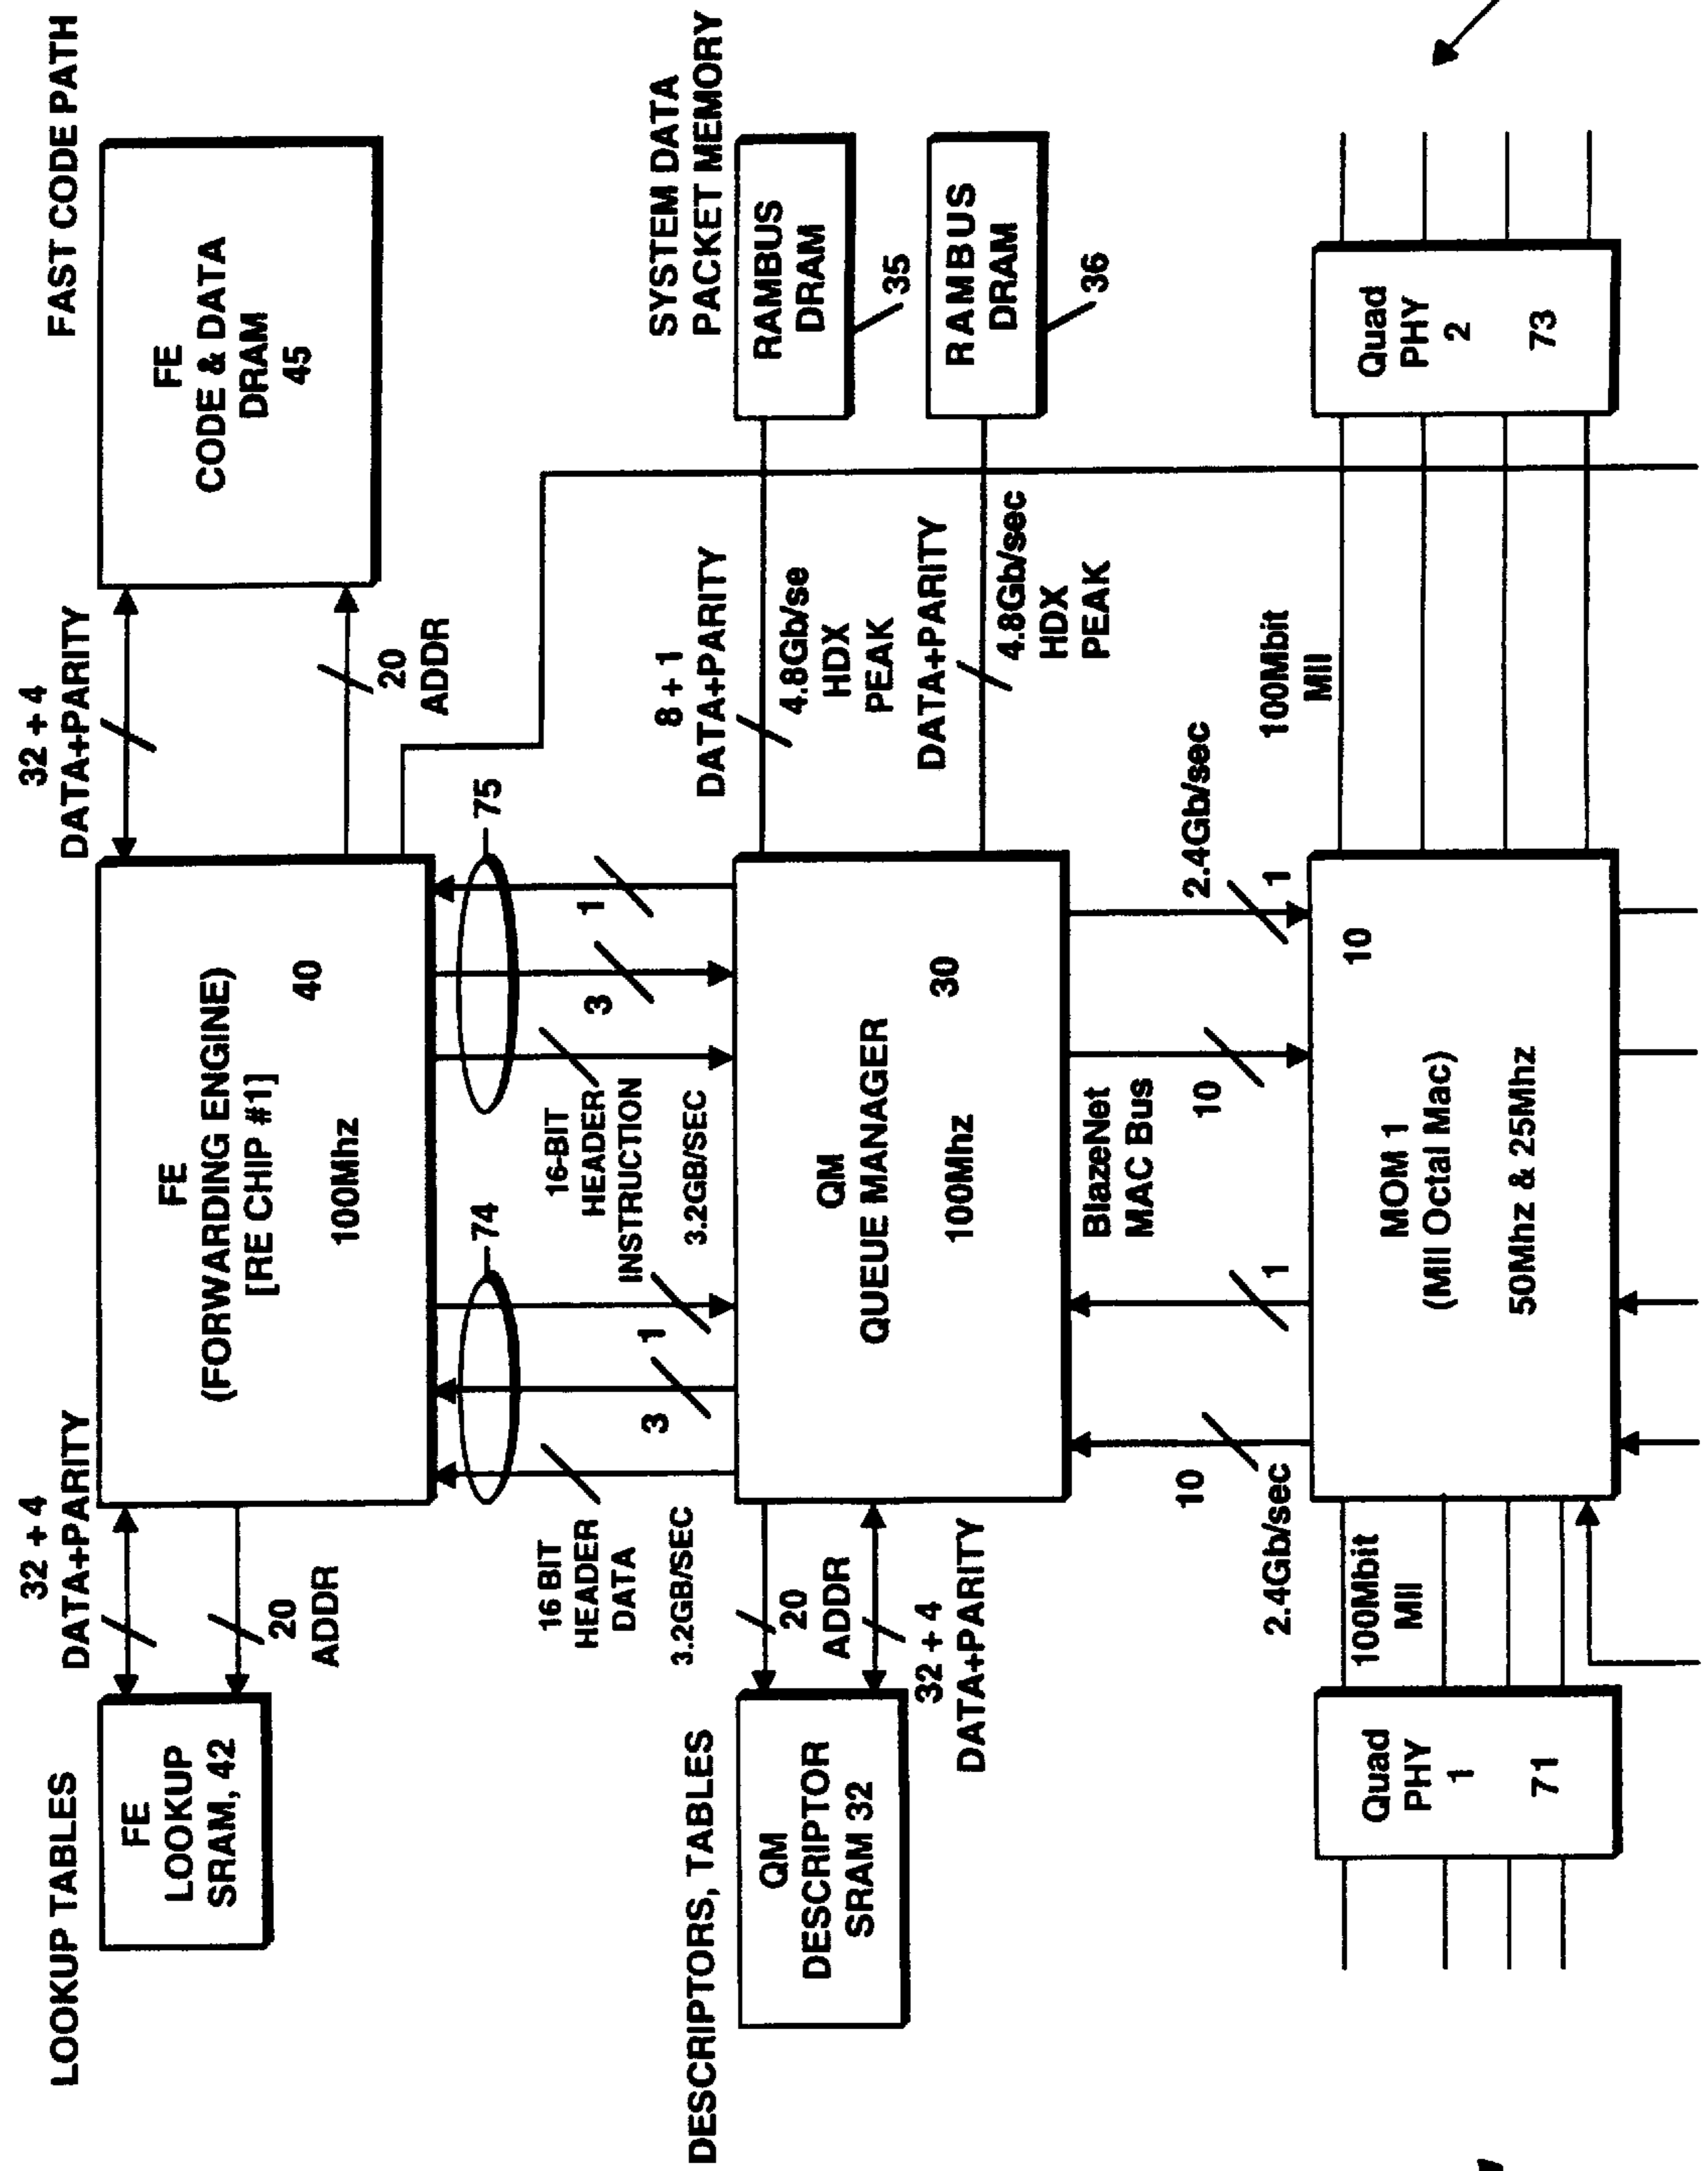 LOOKUP TABLES
FE
LOOKUP
SRAM, 42
32 + 4
DATA+PARITY
20
ADDR
FE
(FORWARDING ENGINE)
[RE CHIP #1]
40
100Mhz
32 + 4
DATA+PARITY
20
ADDR
FAST CODE PATH
FE
CODE & DATA
DRAM
45
74
75
16 BIT
HEADER
DATA
3.2GB/SEC
3
1
16-BIT
HEADER
INSTRUCTION
3.2GB/SEC
3
1
DESCRIPTORS, TABLES
QM
DESCRIPTOR
SRAM 32
20
ADDR
32 + 4
DATA+PARITY
QM
QUEUE MANAGER
30
100Mhz
8 + 1
DATA+PARITY
4.8Gb/se
HDX
PEAK
DATA+PARITY
4.8Gb/sec
HDX
PEAK
SYSTEM DATA
PACKET MEMORY
RAMBUS
DRAM
35
RAMBUS
DRAM
36
10
2.4Gb/sec
1
BlazeNet
MAC Bus
10
2.4Gb/sec
1
Quad
PHY
1
71
100Mbit
MII
10
MOM 1
(MII Octal Mac)
50Mhz & 25Mhz
100Mbit
MII
Quad
PHY
2
73